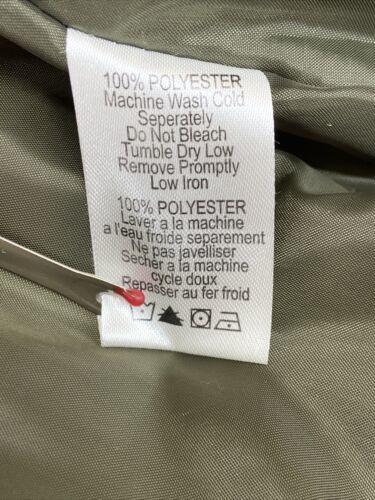 100% POLYESTER
Machine Wash Cold
Seperately
Do Not Bleach
Tumble Dry Low
Remove Promptly
Low Iron
100% POLYESTER
Laver a la machine
a l'eau froide separement
Ne pas javelliser
Secher a la machine
cycle doux
Repasser au fer froid